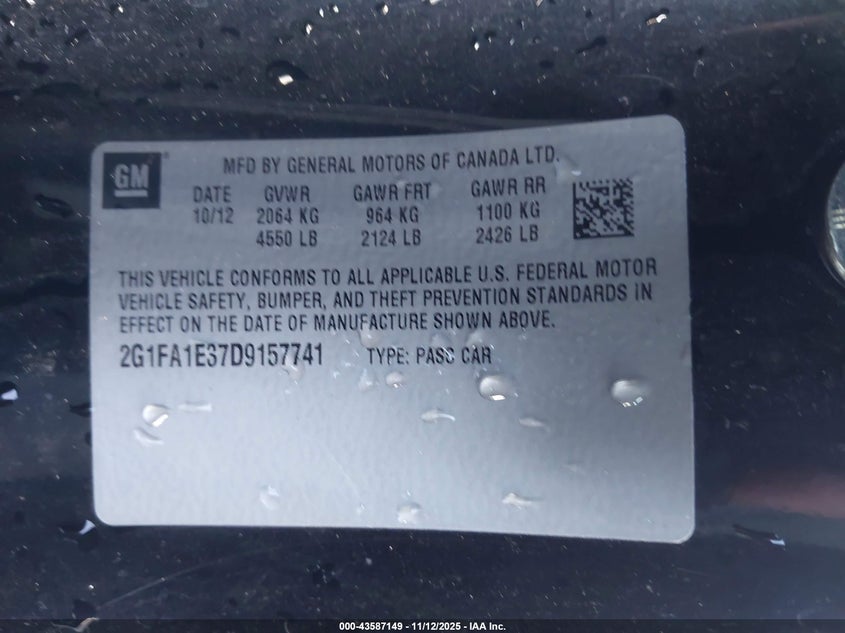 GM
MFD BY GENERAL MOTORS OF CANADA LTD.
DATE GVWR GAWR FRT GAWR RR
10/12 2064 KG 964 KG 1100 KG
4550 LB 2124 LB 2426 LB
THIS VEHICLE CONFORMS TO ALL APPLICABLE U.S. FEDERAL MOTOR
VEHICLE SAFETY, BUMPER, AND THEFT PREVENTION STANDARDS IN
EFFECT ON THE DATE OF MANUFACTURE SHOWN ABOVE.
2G1FA1E37D9157741 TYPE: PASS CAR
000-43587149 - 11/12/2025 - IAA Inc.